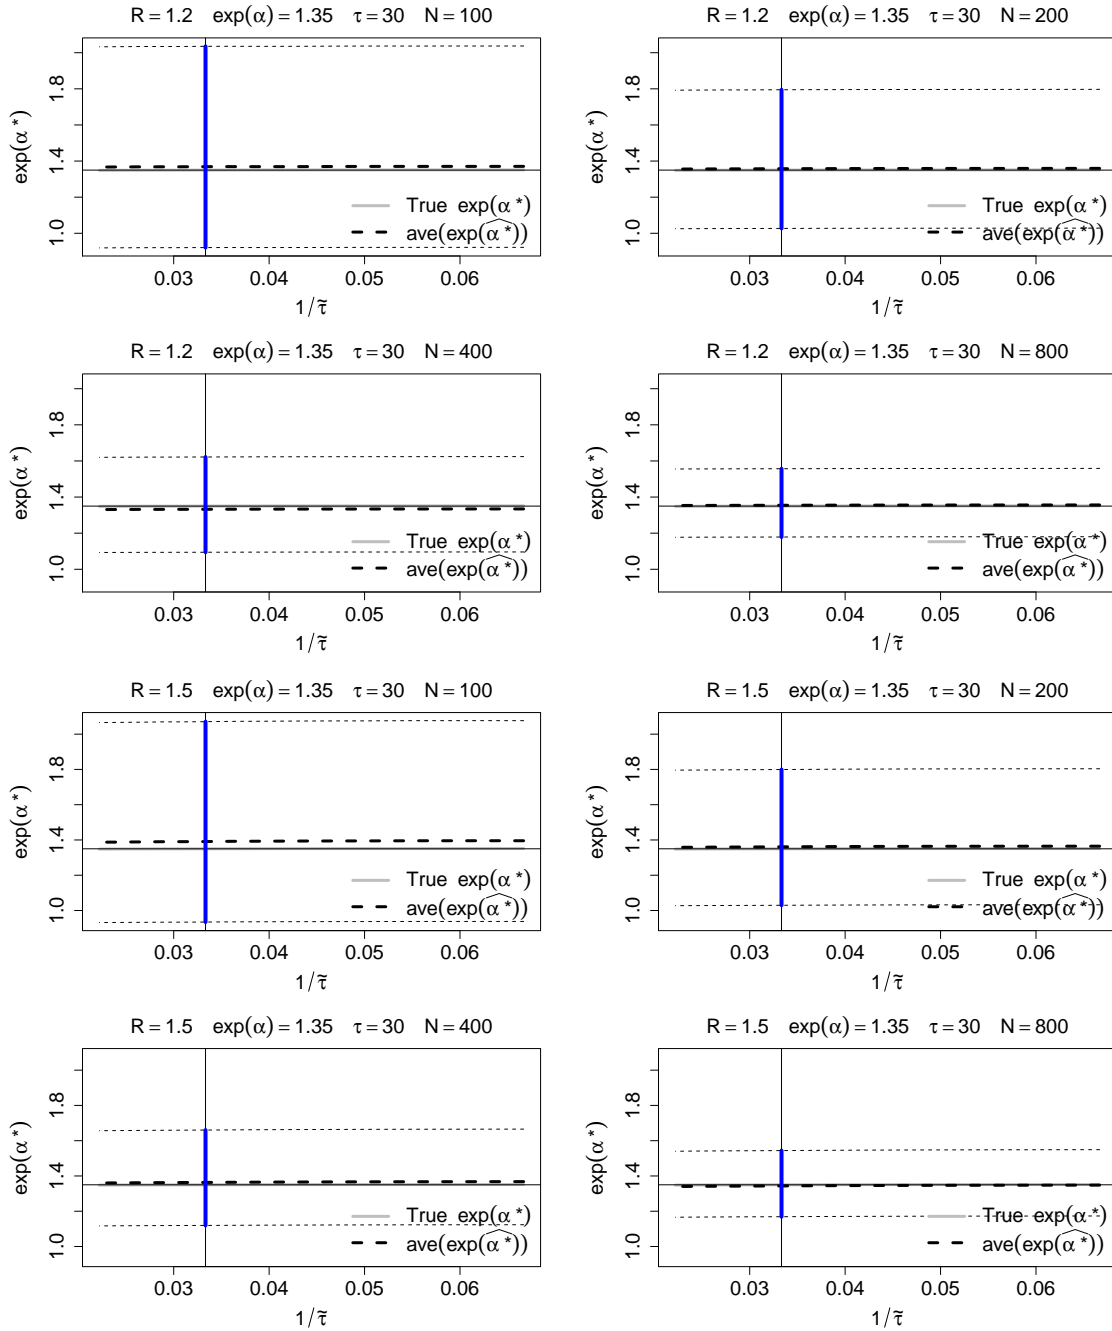 R = 1.2 exp(α) = 1.35 τ = 30 N = 100
exp(α*)
1.0 1.4 1.8
True exp(α*)
ave(exp(α̂*))
0.03 0.04 0.05 0.06
1/τ̃
R = 1.2 exp(α) = 1.35 τ = 30 N = 200
exp(α*)
1.0 1.4 1.8
True exp(α*)
ave(exp(α̂*))
0.03 0.04 0.05 0.06
1/τ̃
R = 1.2 exp(α) = 1.35 τ = 30 N = 400
exp(α*)
1.0 1.4 1.8
True exp(α*)
ave(exp(α̂*))
0.03 0.04 0.05 0.06
1/τ̃
R = 1.2 exp(α) = 1.35 τ = 30 N = 800
exp(α*)
1.0 1.4 1.8
True exp(α*)
ave(exp(α̂*))
0.03 0.04 0.05 0.06
1/τ̃
R = 1.5 exp(α) = 1.35 τ = 30 N = 100
exp(α*)
1.0 1.4 1.8
True exp(α*)
ave(exp(α̂*))
0.03 0.04 0.05 0.06
1/τ̃
R = 1.5 exp(α) = 1.35 τ = 30 N = 200
exp(α*)
1.0 1.4 1.8
True exp(α*)
ave(exp(α̂*))
0.03 0.04 0.05 0.06
1/τ̃
R = 1.5 exp(α) = 1.35 τ = 30 N = 400
exp(α*)
1.0 1.4 1.8
True exp(α*)
ave(exp(α̂*))
0.03 0.04 0.05 0.06
1/τ̃
R = 1.5 exp(α) = 1.35 τ = 30 N = 800
exp(α*)
1.0 1.4 1.8
True exp(α*)
ave(exp(α̂*))
0.03 0.04 0.05 0.06
1/τ̃